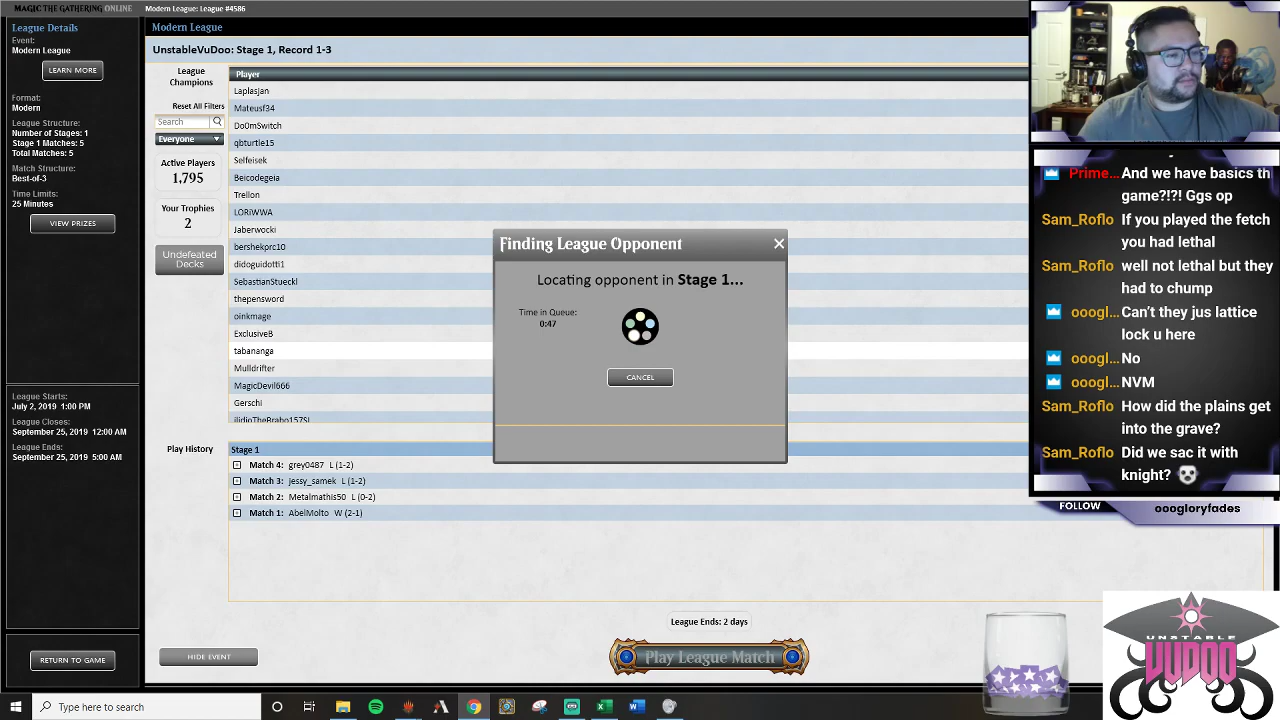 MAGIC THE GATHERING ONLINE
Modern League: League #4586
League Details
Event:
Modern League
LEARN MORE
Format:
Modern
League Structure:
Number of Stages: 1
Stage 1 Matches: 5
Total Matches: 5
Match Structure:
Best-of-3
Time Limits:
25 Minutes
VIEW PRIZES
League Starts:
July 2, 2019 1:00 PM
League Closes:
September 25, 2019 12:00 AM
League Ends:
September 25, 2019 5:00 AM
RETURN TO GAME
Modern League
UnstableVuDoo: Stage 1, Record 1-3
League
Champions
Reset All Filters
Search
Everyone
Active Players
1,795
Your Trophies
2
Undefeated
Decks
Player
Laplasjan
Mateusf34
Do0mSwitch
qbturtle15
Selfeisek
Beicodegeia
Trellon
LORiWWA
Jaberwocki
bershekprc10
didoguidotti1
SebastianStueckl
thepensword
oinkmage
ExclusiveB
tabananga
Mulldrifter
MagicDevil666
Gerschi
Finding League Opponent
Locating opponent in Stage 1...
Time in Queue:
0:47
CANCEL
Play History
Stage 1
Match 4: grey0487 L (1-2)
Match 3: jessy_samek L (1-2)
Match 2: Metalmathis50 L (0-2)
Match 1: AbelMolto W (2-1)
League Ends: 2 days
HIDE EVENT
Play League Match
Prime... And we have basics th
game?!?! Ggs op
Sam_Roflo If you played the fetch
you had lethal
Sam_Roflo well not lethal but they
had to chump
ooogl... Can't they jus lattice
lock u here
ooogl... No
ooogl... NVM
Sam_Roflo How did the plains get
into the grave?
Sam_Roflo Did we sac it with
knight?
FOLLOW
ooogloryfades
UNSTABLE
VUDOO
Type here to search